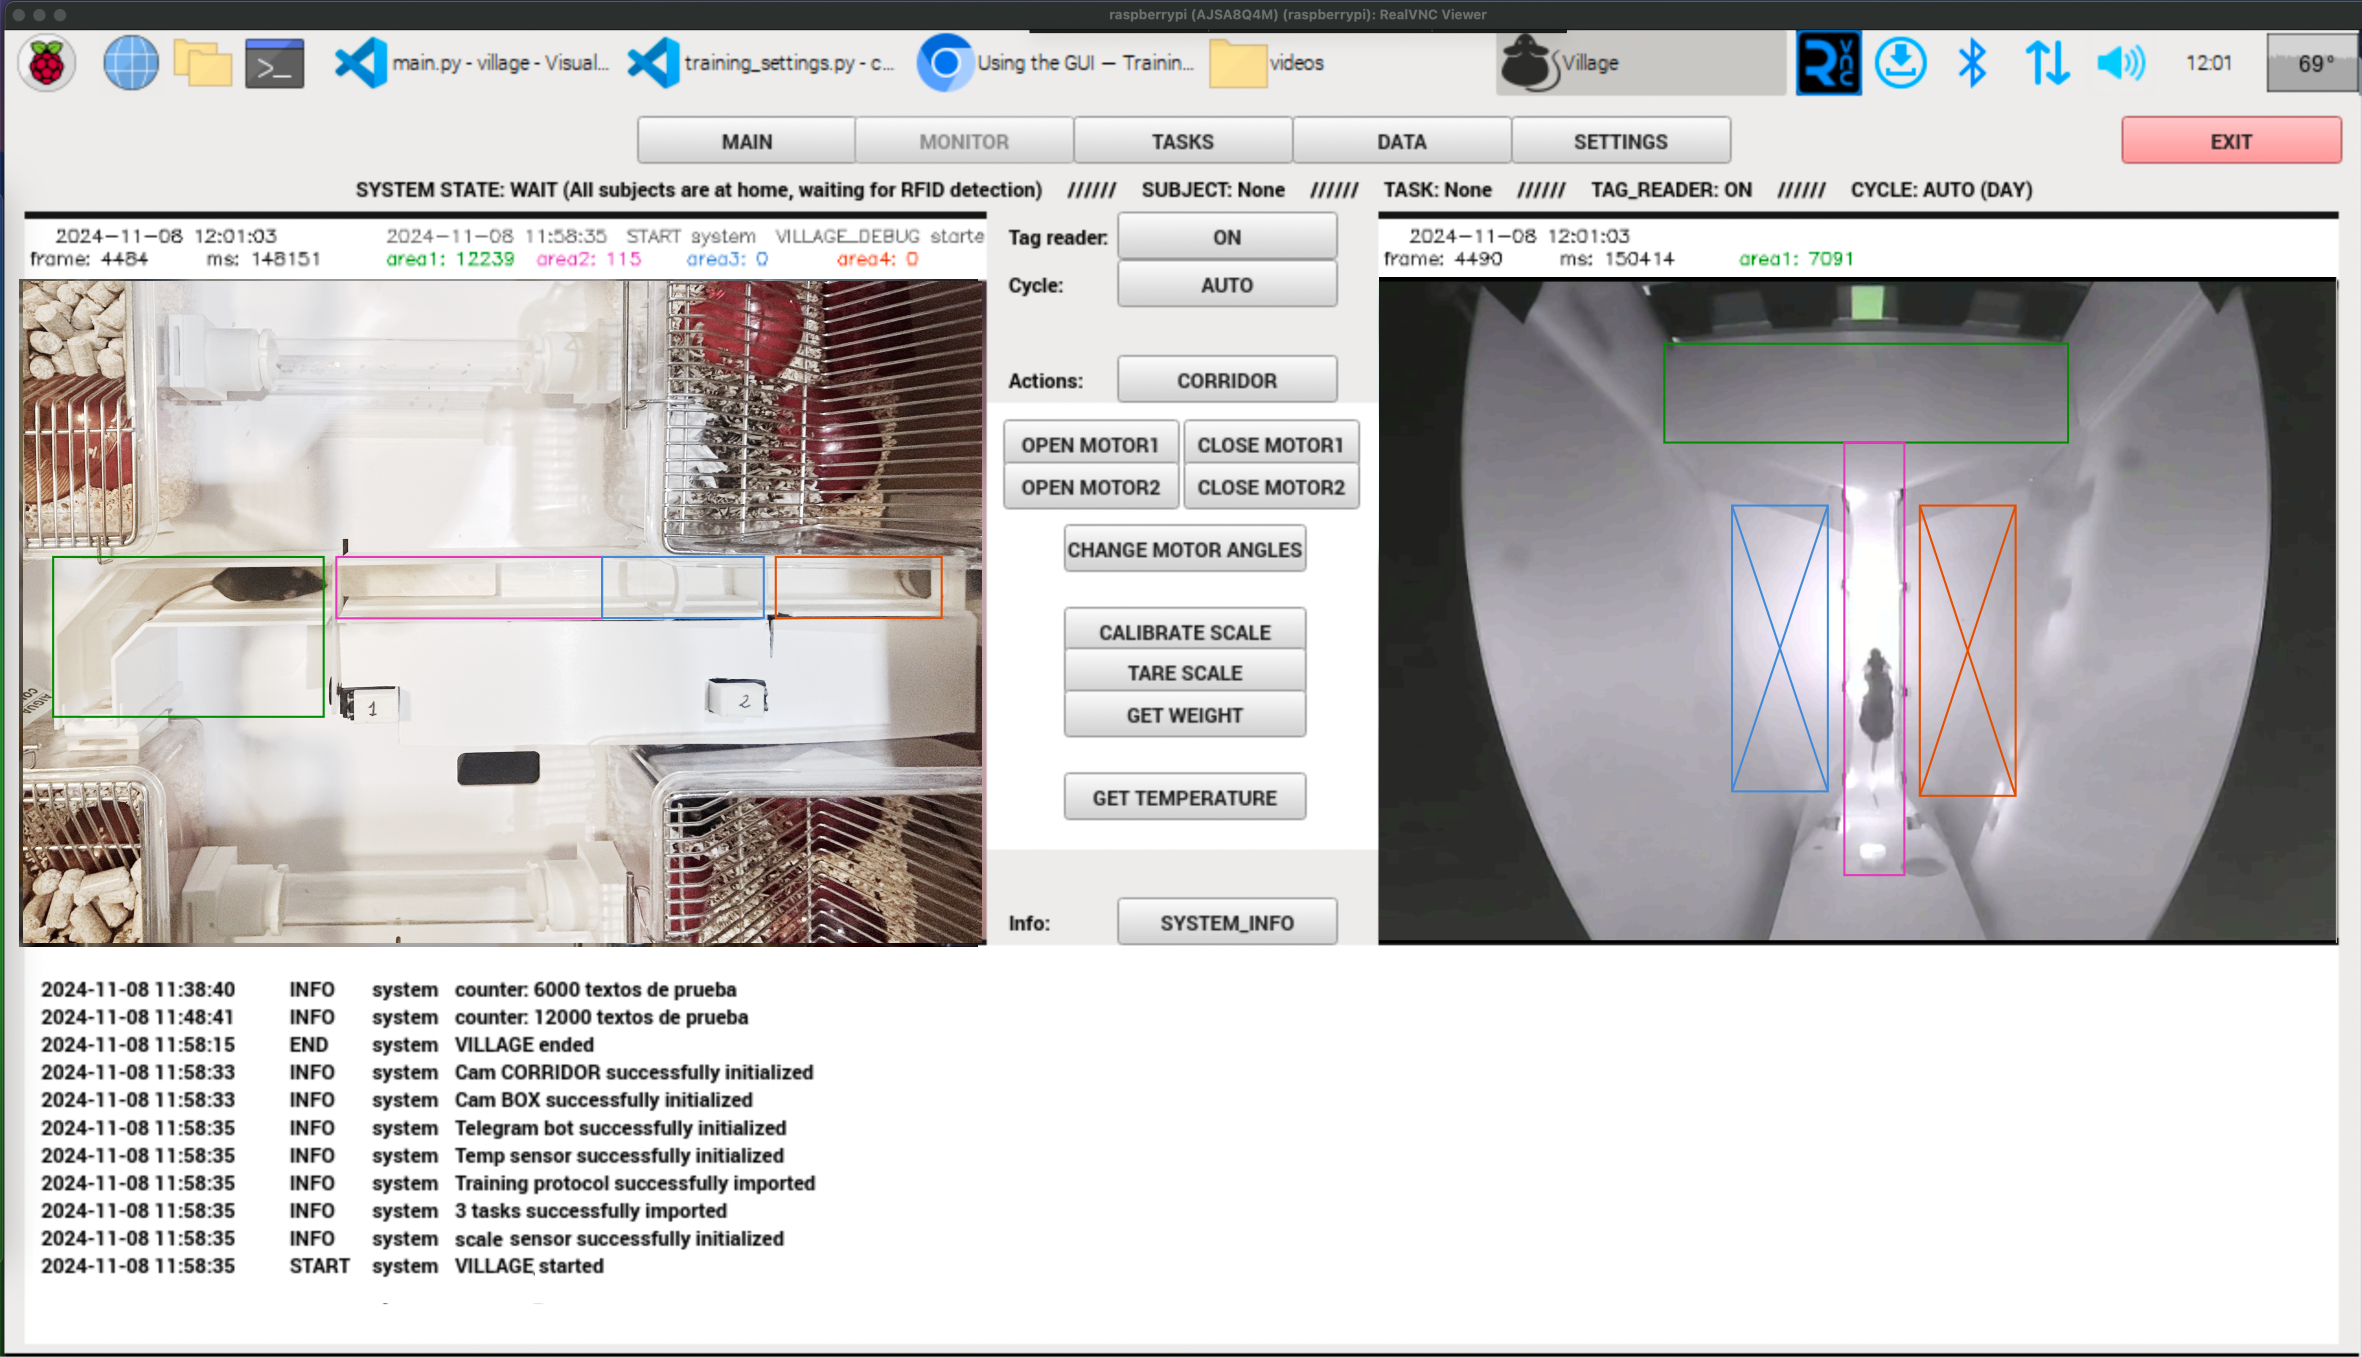 raspberrypi (AJSA8Q4M) (raspberrypi): RealVNC Viewer
main.py - village - Visual...
training_settings.py - c...
Using the GUI — Trainin...
videos
Village
12:01
69°
MAIN
MONITOR
TASKS
DATA
SETTINGS
EXIT
SYSTEM STATE: WAIT (All subjects are at home, waiting for RFID detection) ////// SUBJECT: None ////// TASK: None ////// TAG_READER: ON ////// CYCLE: AUTO (DAY)
2024-11-08 12:01:03 2024-11-08 11:58:35 START system VILLAGE_DEBUG starte
frame: 4484 ms: 148151 area1: 12239 area2: 115 area3: 0 area4: 0
1
2
Tag reader: ON
Cycle: AUTO
Actions: CORRIDOR
OPEN MOTOR1 CLOSE MOTOR1
OPEN MOTOR2 CLOSE MOTOR2
CHANGE MOTOR ANGLES
CALIBRATE SCALE
TARE SCALE
GET WEIGHT
GET TEMPERATURE
Info: SYSTEM_INFO
2024-11-08 12:01:03
frame: 4490 ms: 150414 area1: 7091
2024-11-08 11:38:40 INFO system counter: 6000 textos de prueba
2024-11-08 11:48:41 INFO system counter: 12000 textos de prueba
2024-11-08 11:58:15 END system VILLAGE ended
2024-11-08 11:58:33 INFO system Cam CORRIDOR successfully initialized
2024-11-08 11:58:33 INFO system Cam BOX successfully initialized
2024-11-08 11:58:35 INFO system Telegram bot successfully initialized
2024-11-08 11:58:35 INFO system Temp sensor successfully initialized
2024-11-08 11:58:35 INFO system Training protocol successfully imported
2024-11-08 11:58:35 INFO system 3 tasks successfully imported
2024-11-08 11:58:35 INFO system scale sensor successfully initialized
2024-11-08 11:58:35 START system VILLAGE started